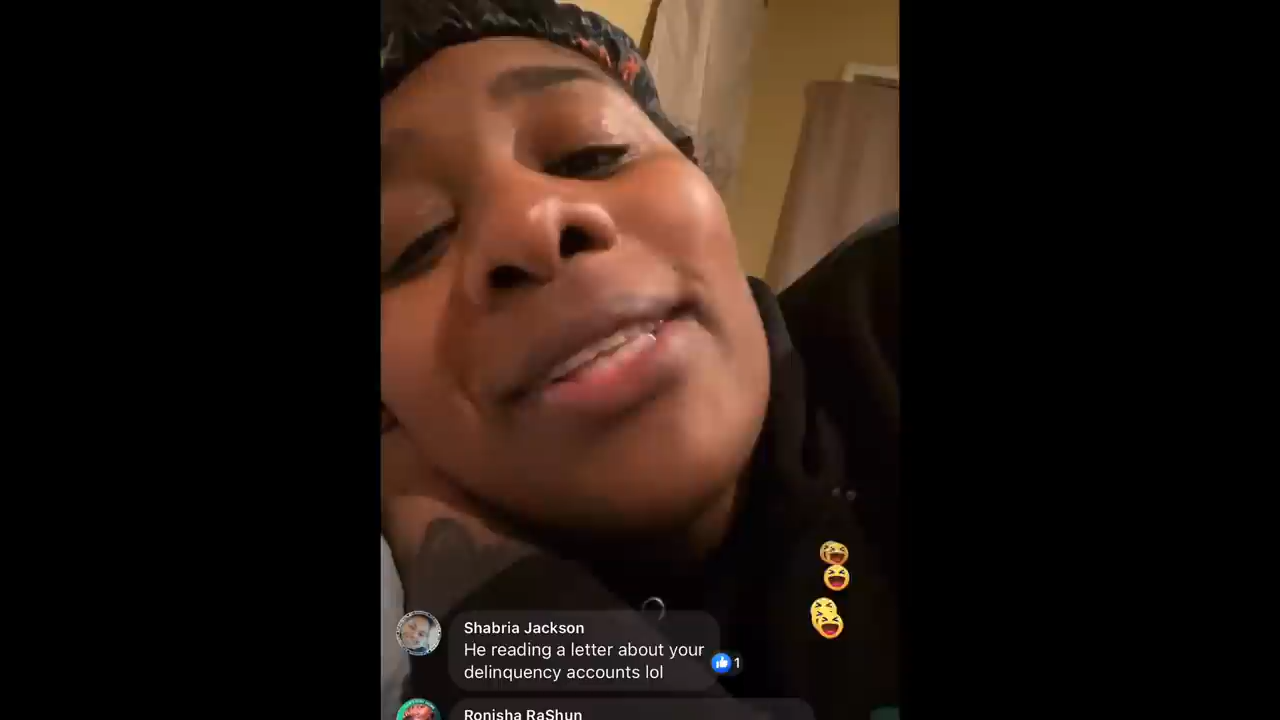 Shabria Jackson
He reading a letter about your
delinquency accounts lol
1
Ronisha RaShun